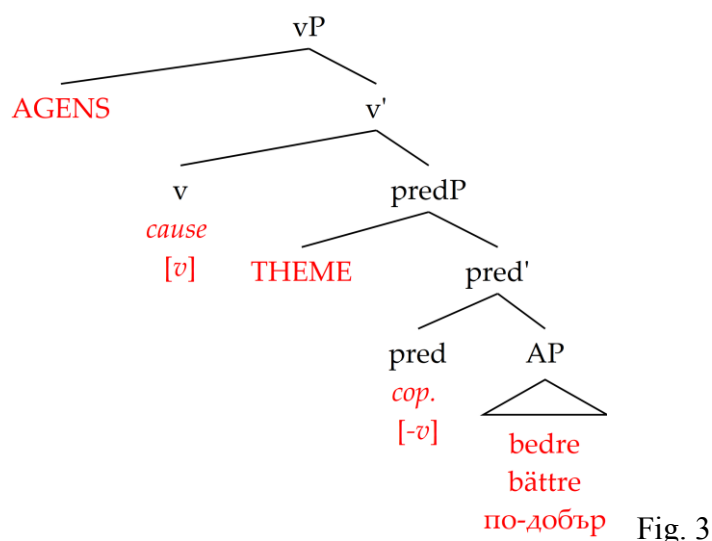 vP
AGENS v'
v predP
cause
[v] THEME pred'
pred AP
cop.
[-v]
bedre
bättre
по-добър Fig. 3